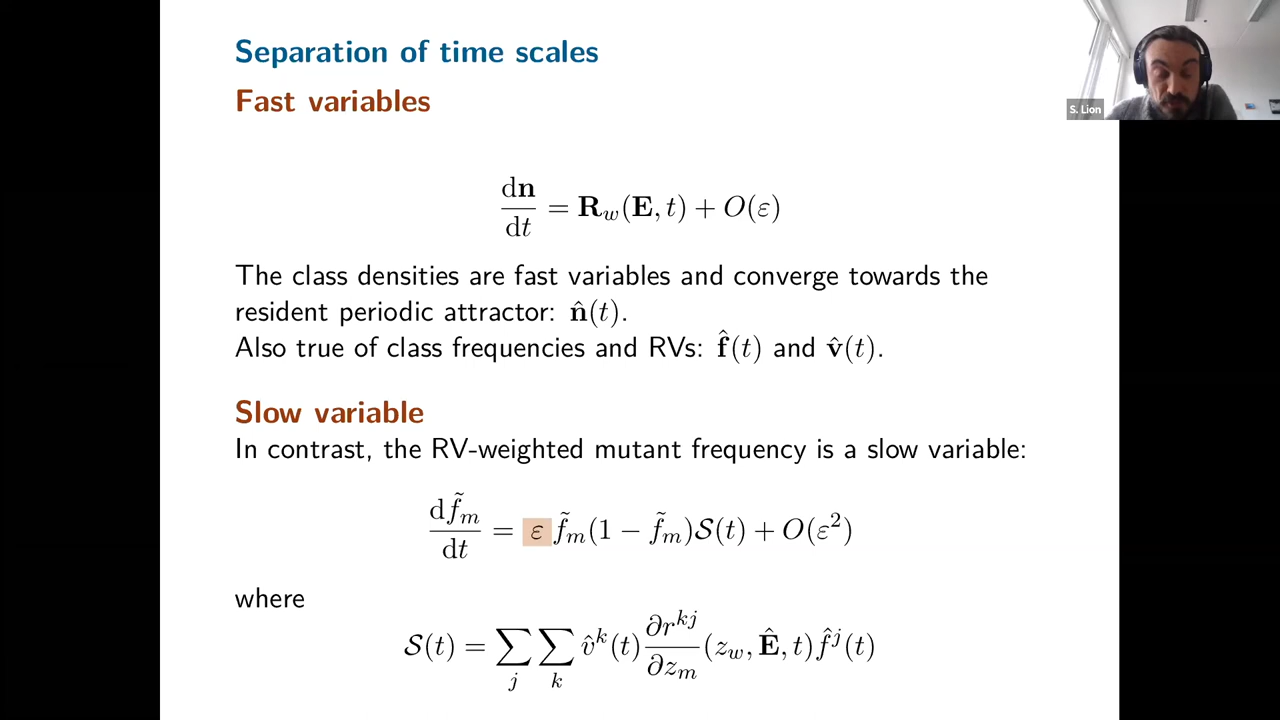 Separation of time scales
Fast variables
S. Lion
d𝐧/dt = 𝐑_w(𝐄, t) + O(ε)
The class densities are fast variables and converge towards the
resident periodic attractor: 𝐧̂(t).
Also true of class frequencies and RVs: 𝐟̂(t) and 𝐯̂(t).
Slow variable
In contrast, the RV-weighted mutant frequency is a slow variable:
df̃_m/dt = ε f̃_m(1 − f̃_m)𝒮(t) + O(ε²)
where
𝒮(t) = ∑_j ∑_k v̂^k(t) ∂r^{kj}/∂z_m (z_w, 𝐄̂, t) f̂^j(t)